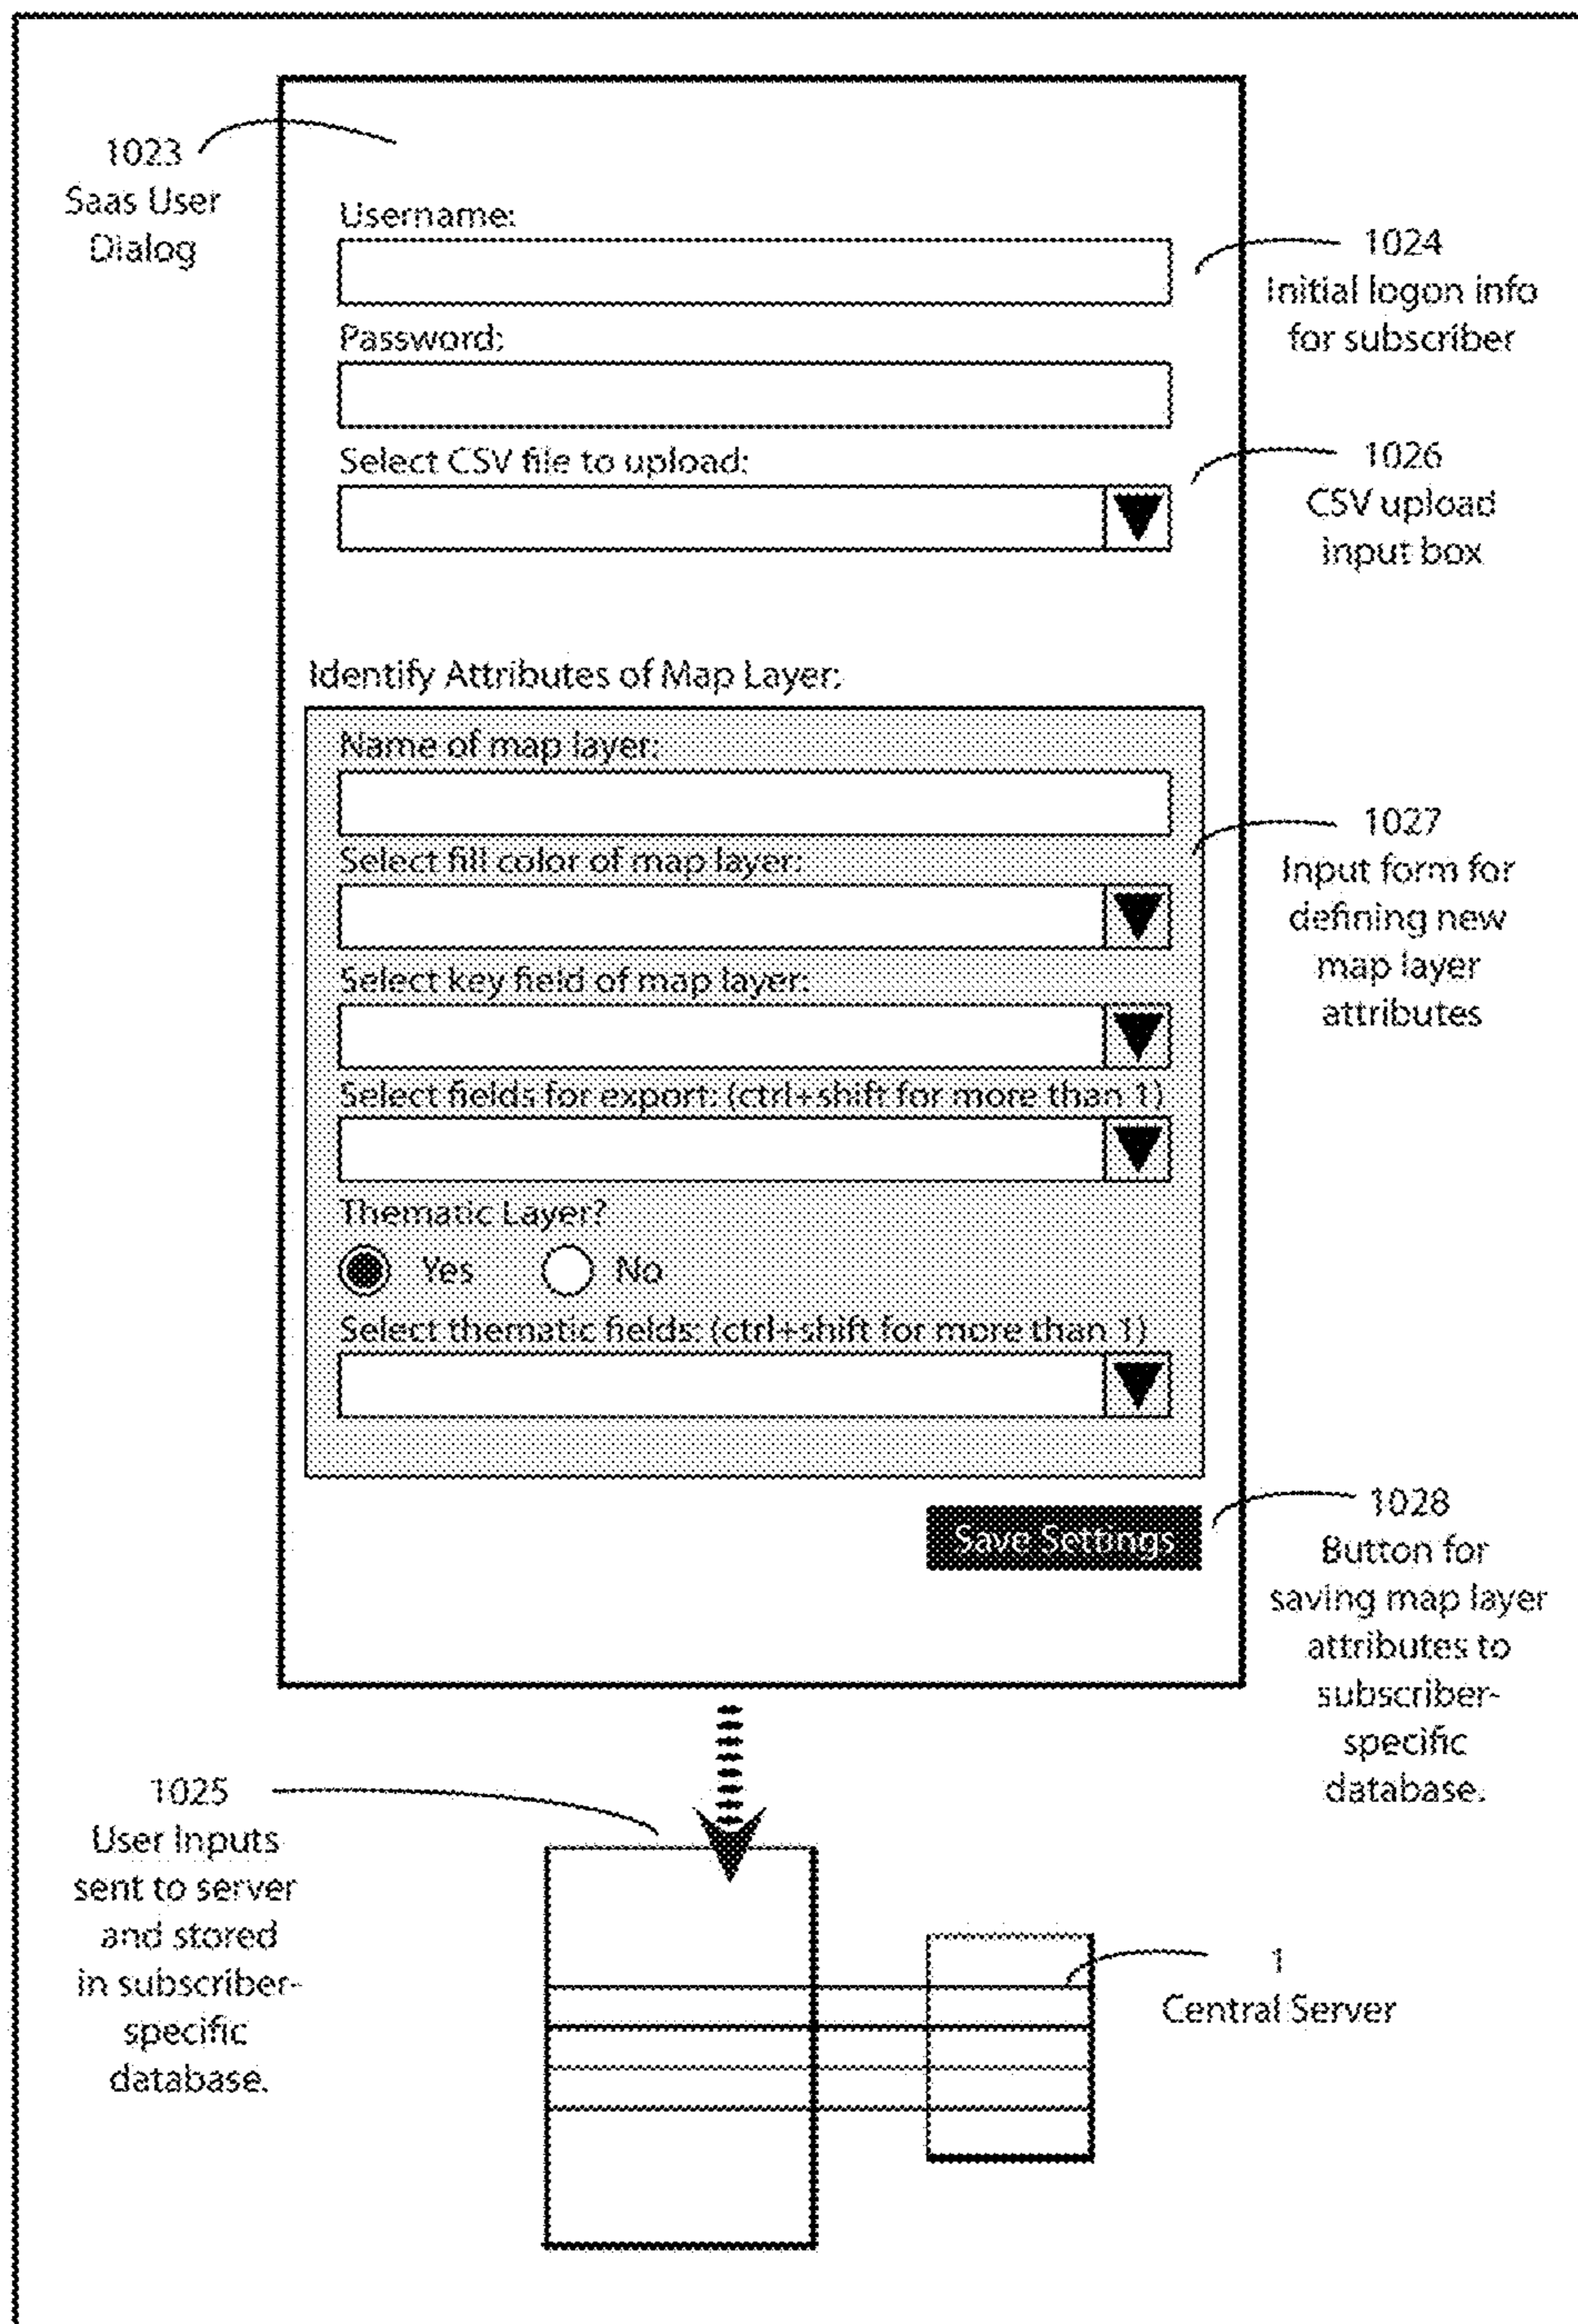 1023
Saas User
Dialog
Username:
1024
Initial logon info
for subscriber
Password:
Select CSV file to upload:
1026
CSV upload
input box
Identify Attributes of Map Layer:
Name of map layer:
Select fill color of map layer:
1027
Input form for
defining new
map layer
attributes
Select key field of map layer:
Select fields for export: (ctrl+shift for more than 1)
Thematic Layer?
Yes No
Select thematic fields: (ctrl+shift for more than 1)
Save Settings
1028
Button for
saving map layer
attributes to
subscriber-
specific
database.
1025
User Inputs
sent to server
and stored
in subscriber-
specific
database.
1
Central Server